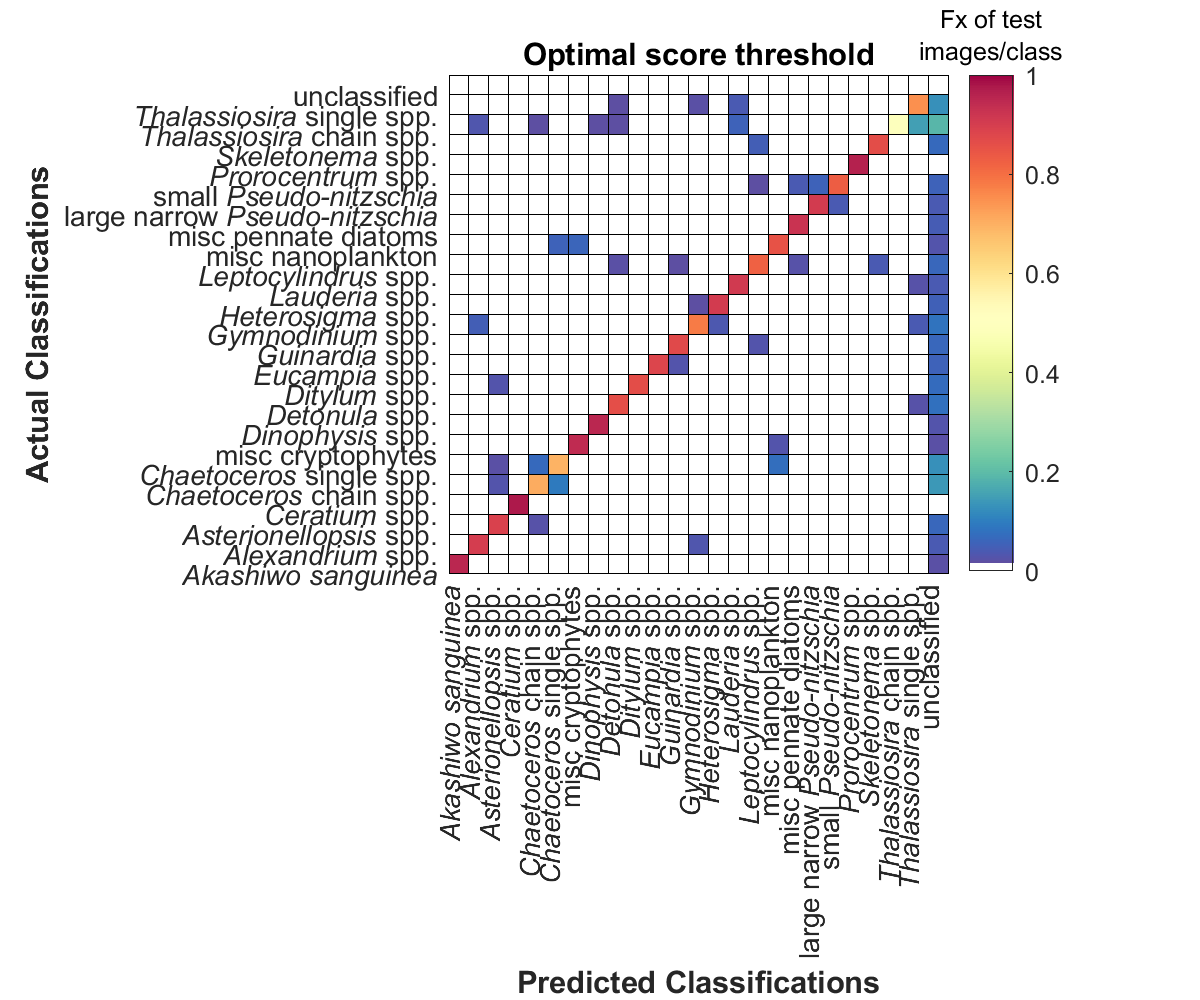 Fx of test
images/class
Optimal score threshold
1
0.8
0.6
0.4
0.2
0
Actual Classifications
unclassified
Thalassiosira single spp.
Thalassiosira chain spp.
Skeletonema spp.
Prorocentrum spp.
small Pseudo-nitzschia
large narrow Pseudo-nitzschia
misc pennate diatoms
misc nanoplankton
Leptocylindrus spp.
Lauderia spp.
Heterosigma spp.
Gymnodinium spp.
Guinardia spp.
Eucampia spp.
Ditylum spp.
Detonula spp.
Dinophysis spp.
misc cryptophytes
Chaetoceros single spp.
Chaetoceros chain spp.
Ceratium spp.
Asterionellopsis spp.
Alexandrium spp.
Akashiwo sanguinea
Akashiwo sanguinea
Alexandrium spp.
Asterionellopsis spp.
Ceratium spp.
Chaetoceros chain spp.
Chaetoceros single spp.
misc cryptophytes
Dinophysis spp.
Detonula spp.
Ditylum spp.
Eucampia spp.
Guinardia spp.
Gymnodinium spp.
Heterosigma spp.
Lauderia spp.
Leptocylindrus spp.
misc nanoplankton
misc pennate diatoms
large narrow Pseudo-nitzschia
small Pseudo-nitzschia
Prorocentrum spp.
Skeletonema spp.
Thalassiosira chain spp.
Thalassiosira single spp.
unclassified
Predicted Classifications